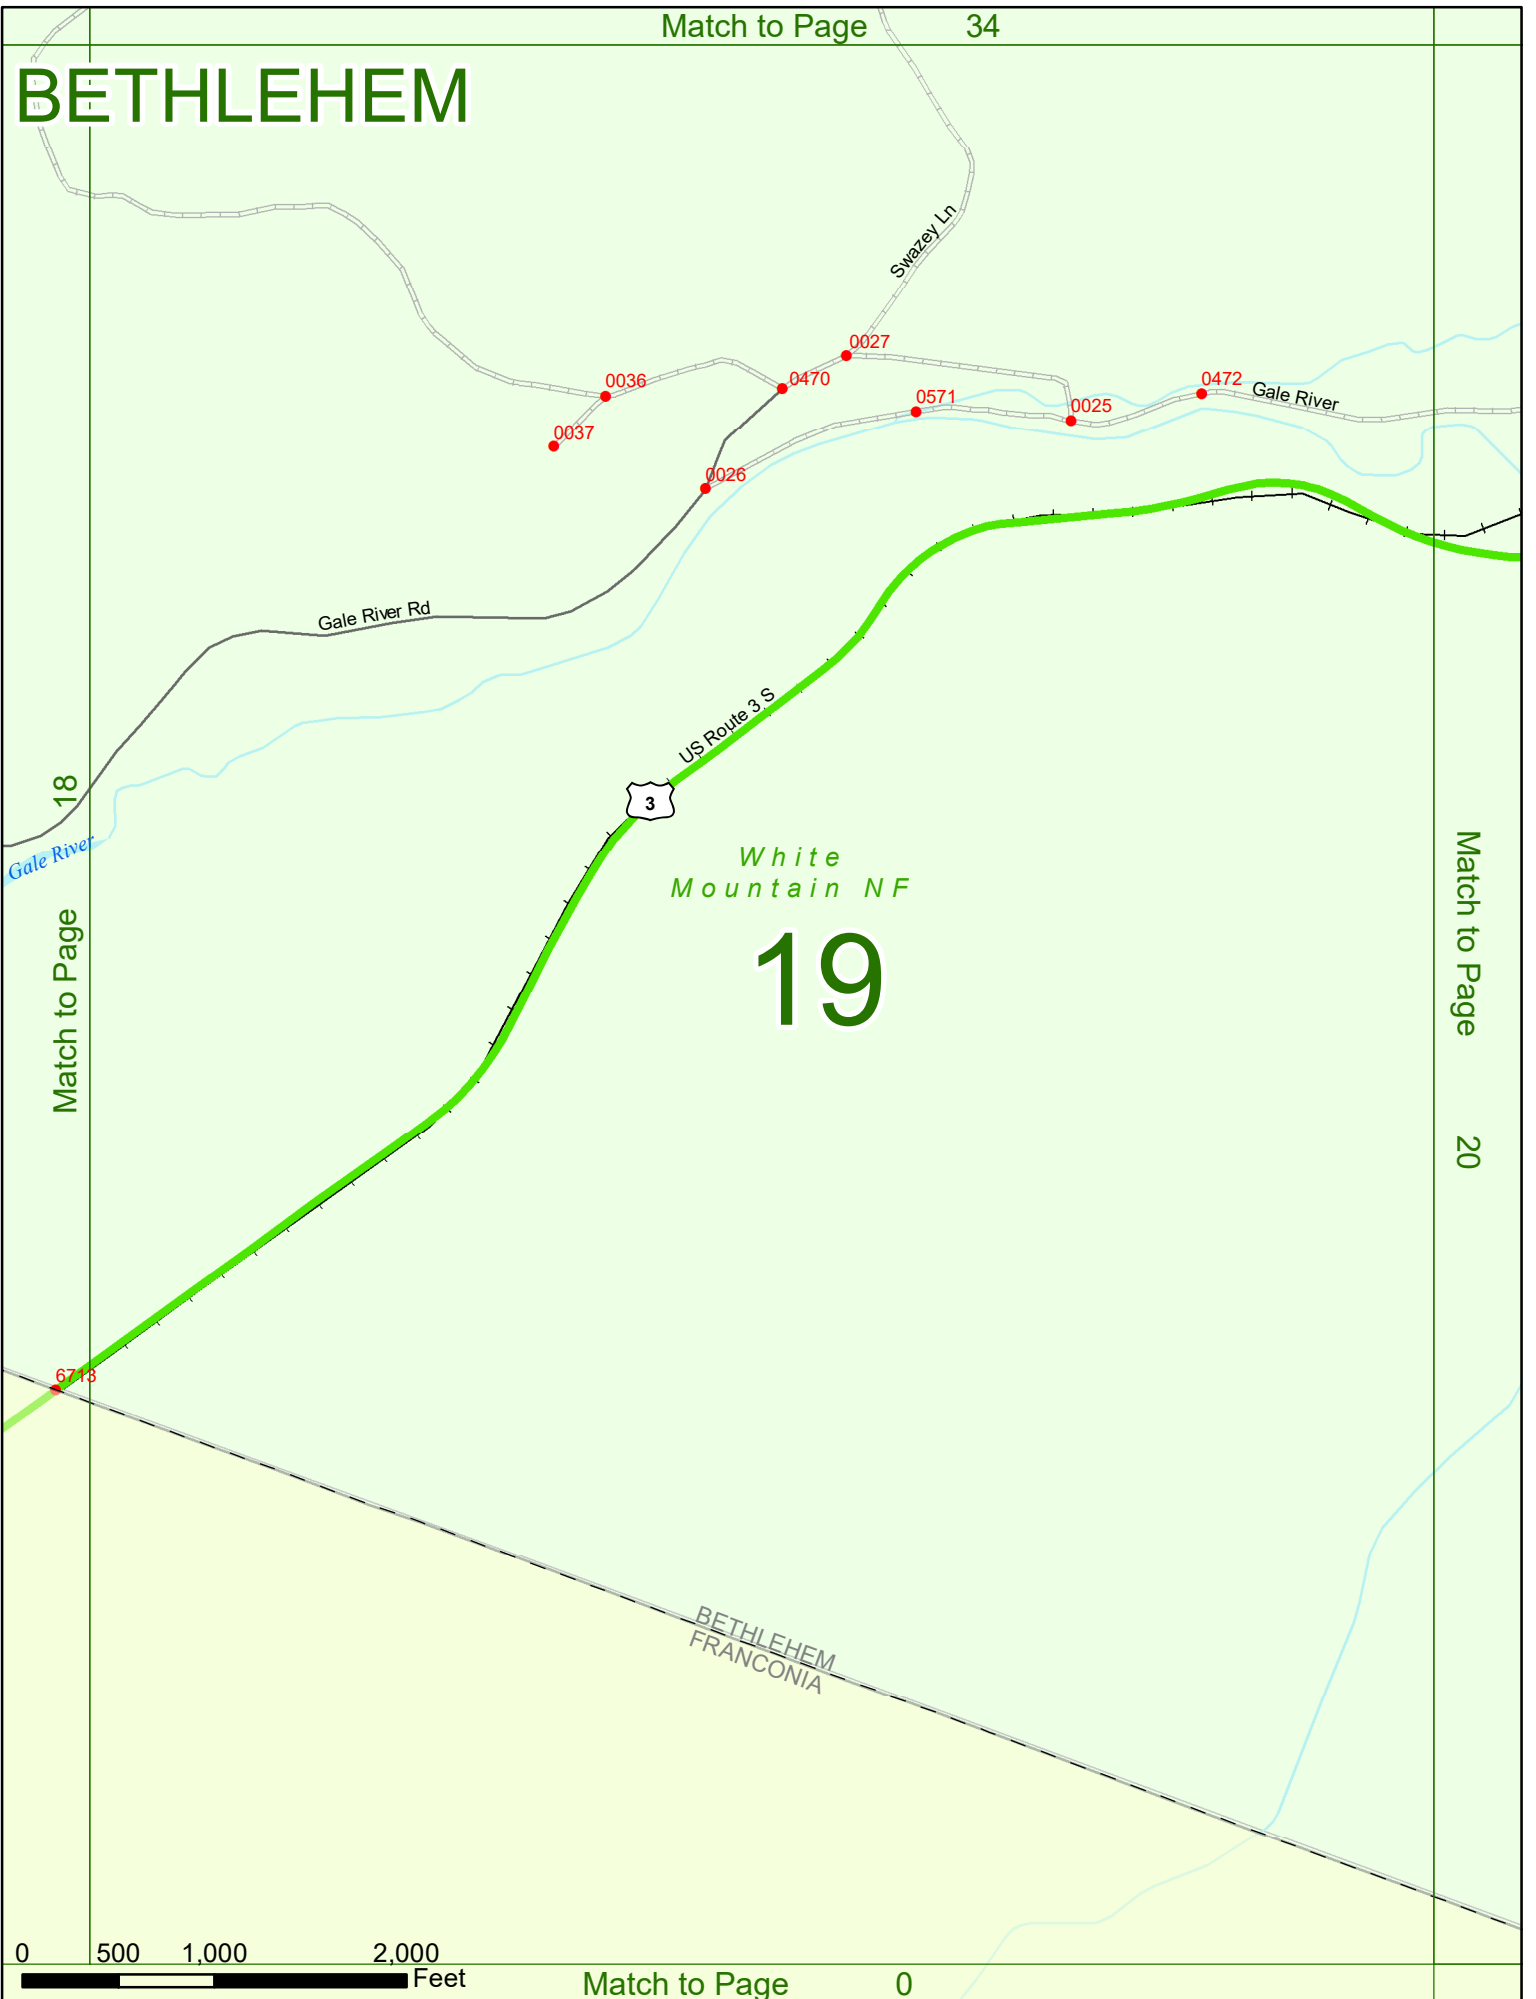 Match to Page 34
BETHLEHEM
Swazey Ln
0027
0036
0470
0472
0571
Gale River
0025
0037
0026
Gale River Rd
US Route 3 S
3
18
Match to Page
Gale River
White
Mountain NF
19
Match to Page
20
6713
BETHLEHEM
FRANCONIA
0 500 1,000 2,000
Feet
Match to Page 0